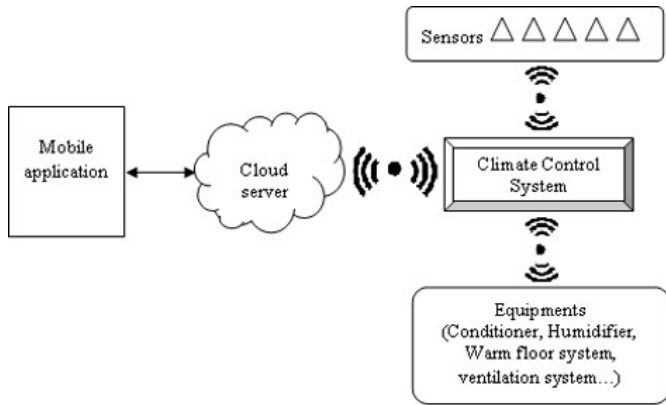 Sensors
Mobile
application
Cloud
server
Climate Control
System
Equipments
(Conditioner, Humidifier,
Warm floor system,
ventilation system...)